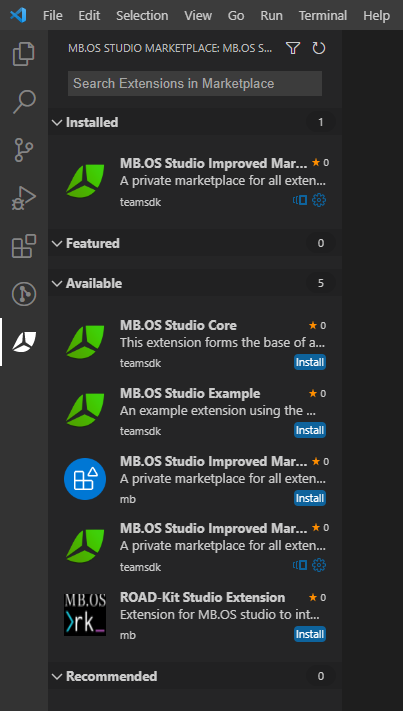 File Edit Selection View Go Run Terminal Help
MB.OS STUDIO MARKETPLACE: MB.OS S...
Search Extensions in Marketplace
Installed 1
MB.OS Studio Improved Mar... ★ 0
A private marketplace for all exten...
teamsdk
Featured 0
Available 5
MB.OS Studio Core ★ 0
This extension forms the base of a...
teamsdk Install
MB.OS Studio Example ★ 0
An example extension using the ...
teamsdk Install
MB.OS Studio Improved Mar... ★ 0
A private marketplace for all exten...
mb Install
MB.OS Studio Improved Mar... ★ 0
A private marketplace for all exten...
teamsdk
MB.OS
>rk_
ROAD-Kit Studio Extension ★ 0
Extension for MB.OS studio to int...
mb Install
Recommended 0